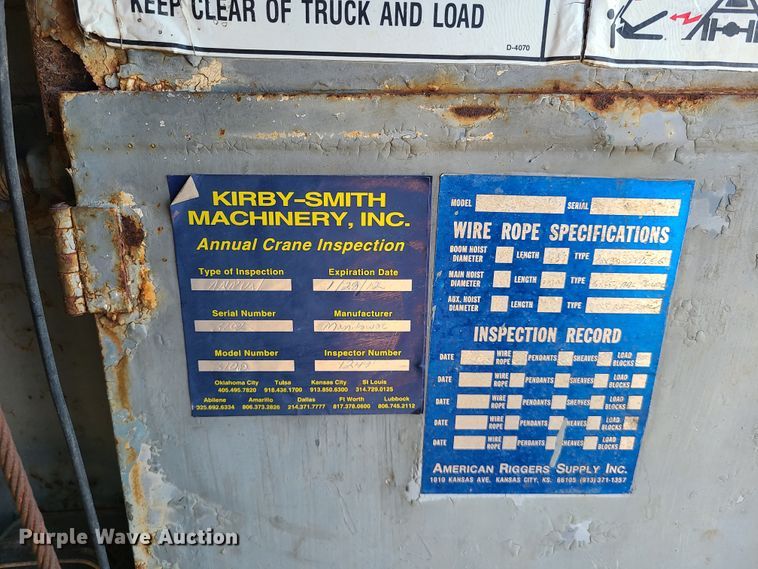 KEEP CLEAR OF TRUCK AND LOAD
D-4070
KIRBY-SMITH
MACHINERY, INC.
Annual Crane Inspection
Type of Inspection Expiration Date
Annual 1/29/12
Serial Number Manufacturer
Manitowoc
Model Number Inspector Number
Oklahoma City Tulsa Kansas City St Louis
405.495.7820 918.438.1700 913.850.6300 314.729.0125
Abilene Amarillo Dallas Ft Worth Lubbock
325.692.6334 806.373.2826 214.371.7777 817.378.0600 806.745.2112
MODEL SERIAL
WIRE ROPE SPECIFICATIONS
BOOM HOIST DIAMETER LENGTH TYPE
MAIN HOIST DIAMETER LENGTH TYPE
AUX. HOIST DIAMETER LENGTH TYPE
INSPECTION RECORD
DATE WIRE ROPE PENDANTS SHEAVES LOAD BLOCKS
DATE WIRE ROPE PENDANTS SHEAVES LOAD BLOCKS
DATE WIRE ROPE PENDANTS SHEAVES LOAD BLOCKS
DATE WIRE ROPE PENDANTS SHEAVES LOAD BLOCKS
DATE WIRE ROPE PENDANTS SHEAVES LOAD BLOCKS
AMERICAN RIGGERS SUPPLY INC.
1010 KANSAS AVE. KANSAS CITY, KS. 66105 (913) 371-1357
Purple Wave Auction